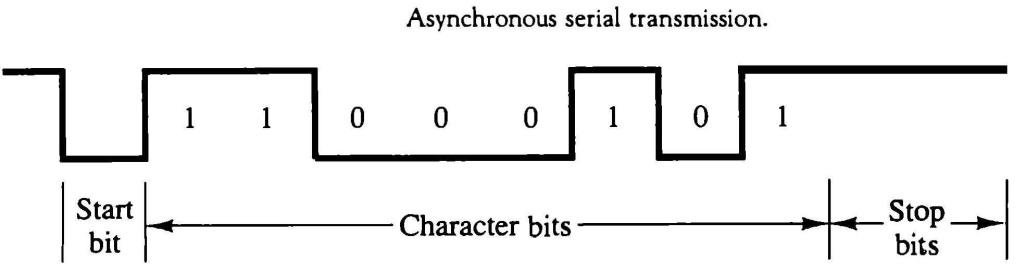 Asynchronous serial transmission.
1 1 0 0 0 1 0 1
Start
bit
Character bits
Stop
bits